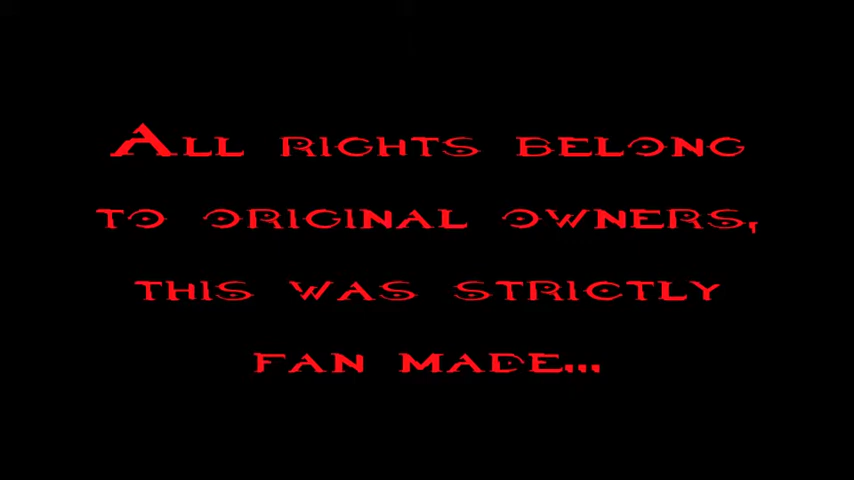 All rights belong
to original owners,
this was strictly
fan made...